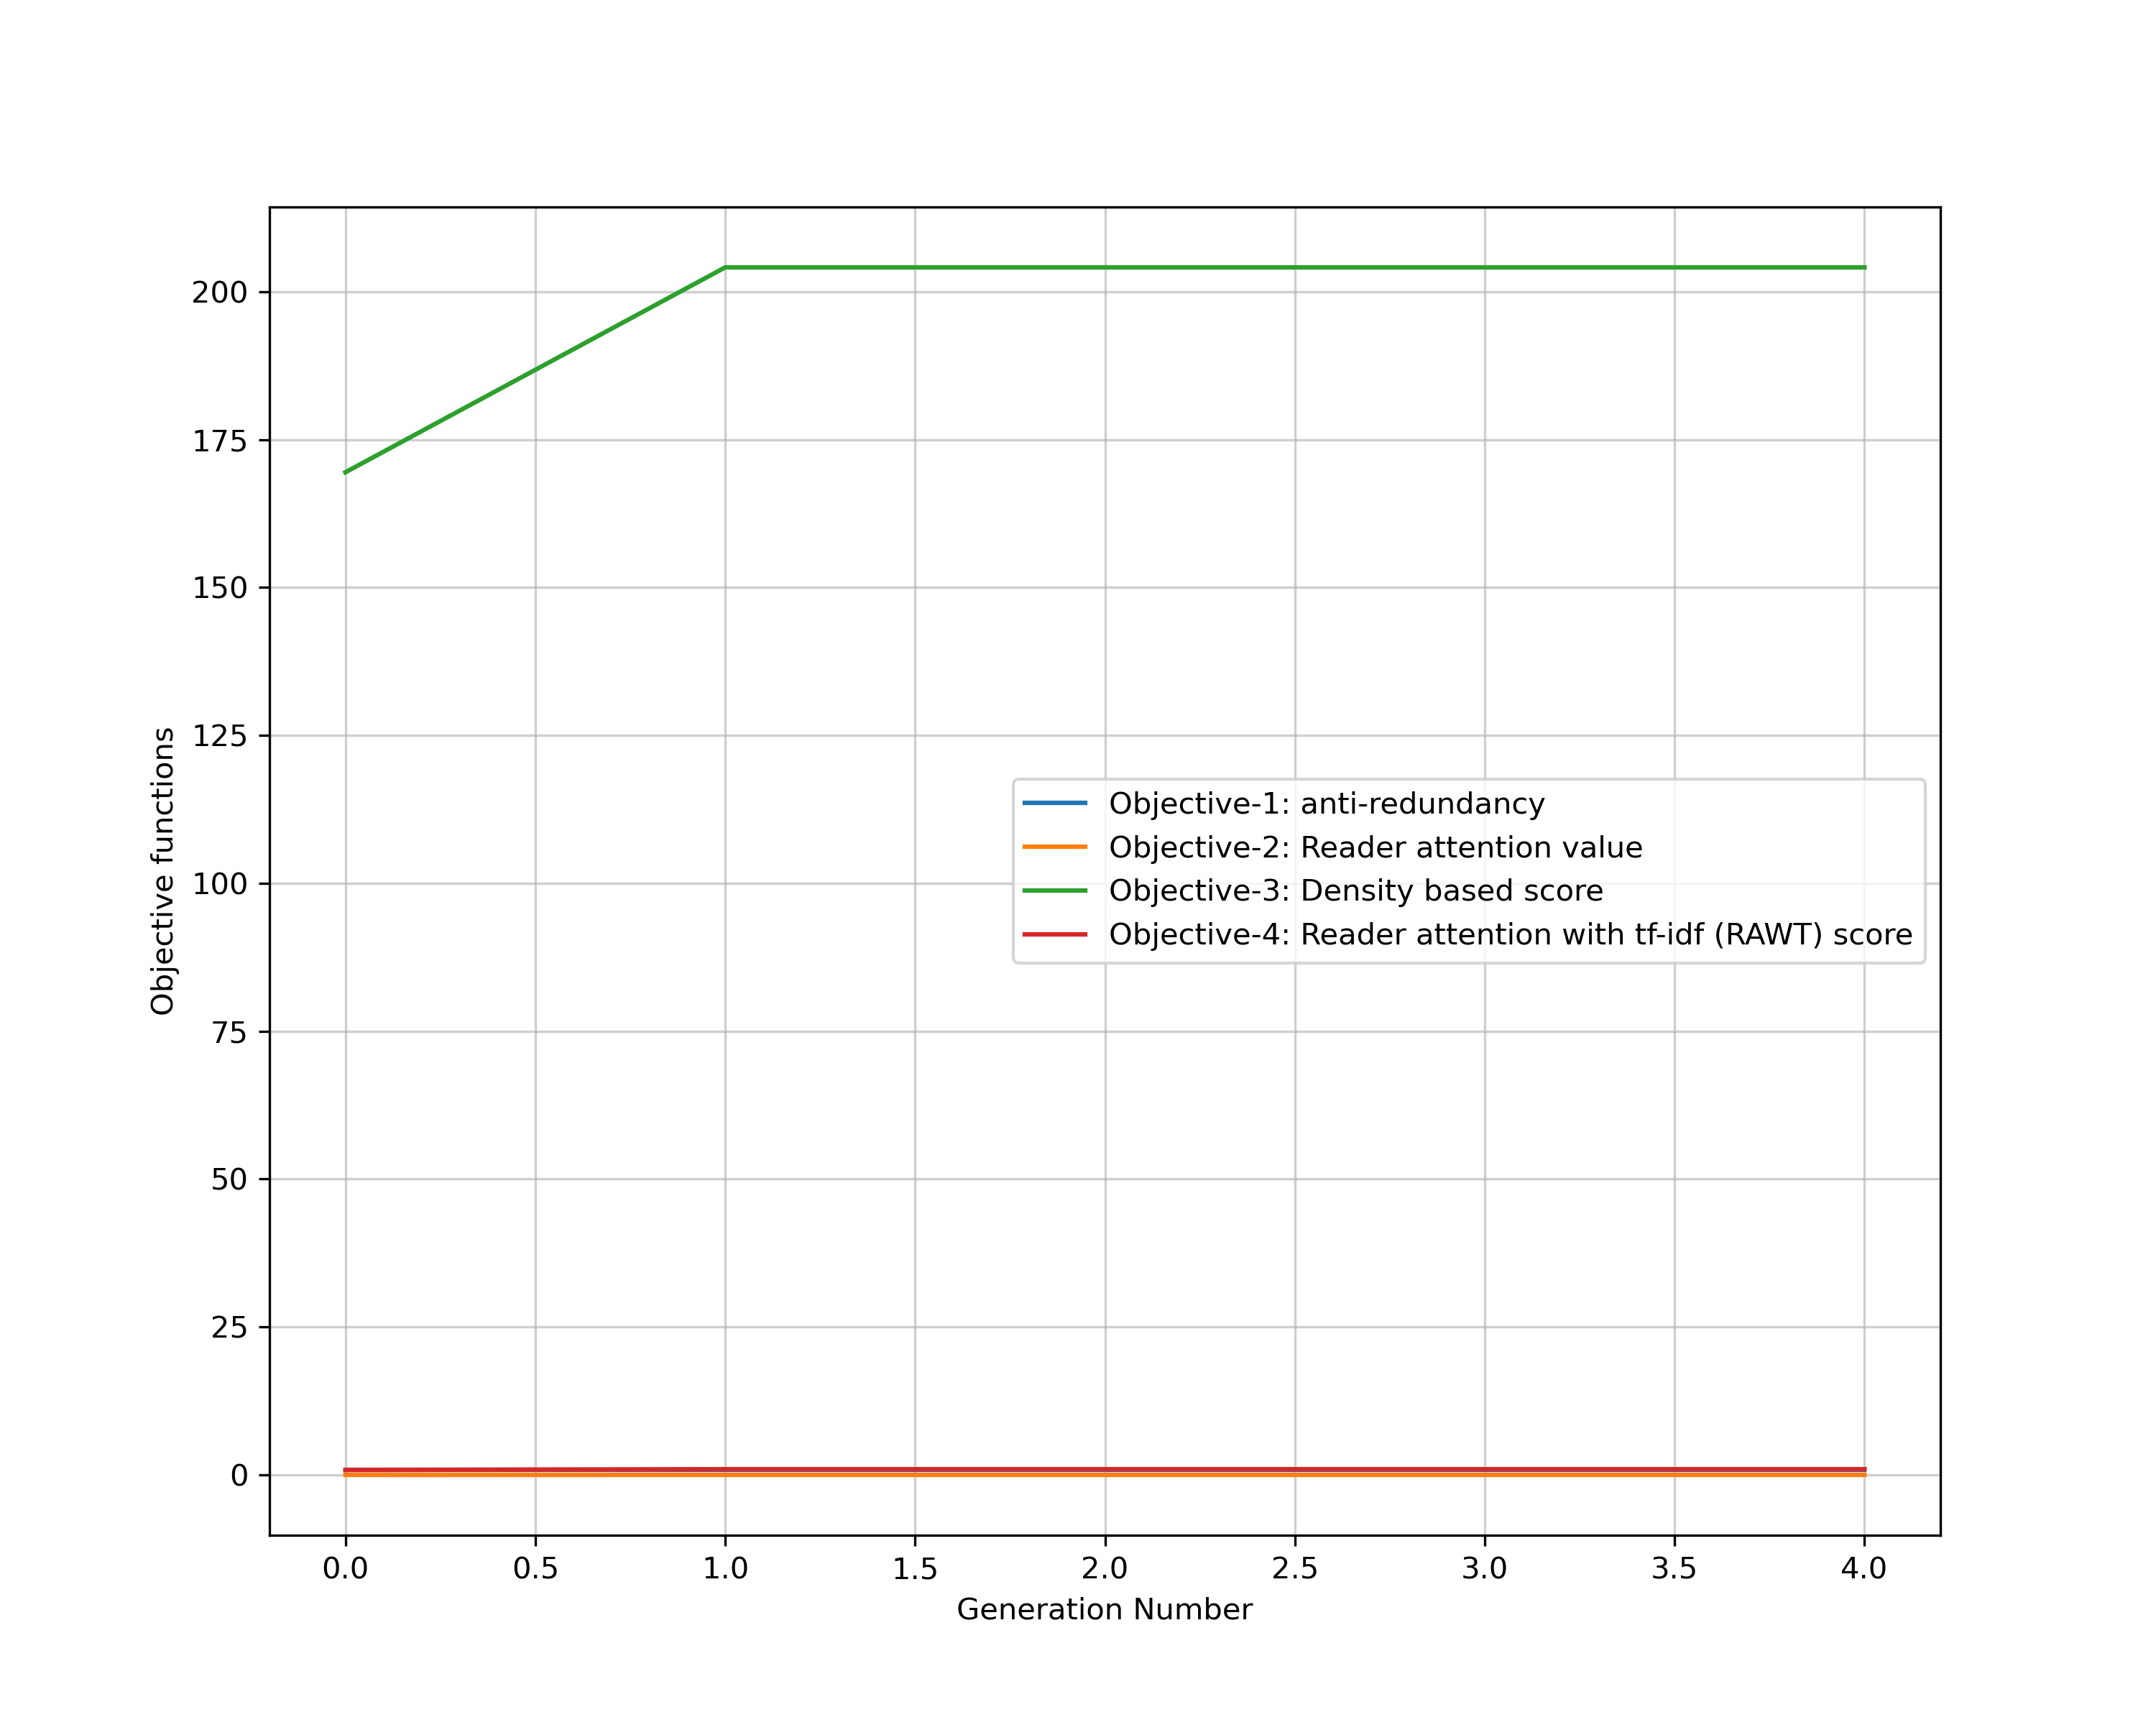 200
175
150
125
100
75
50
25
0
Objective functions
Objective-1: anti-redundancy
Objective-2: Reader attention value
Objective-3: Density based score
Objective-4: Reader attention with tf-idf (RAWT) score
0.0 0.5 1.0 1.5 2.0 2.5 3.0 3.5 4.0
Generation Number